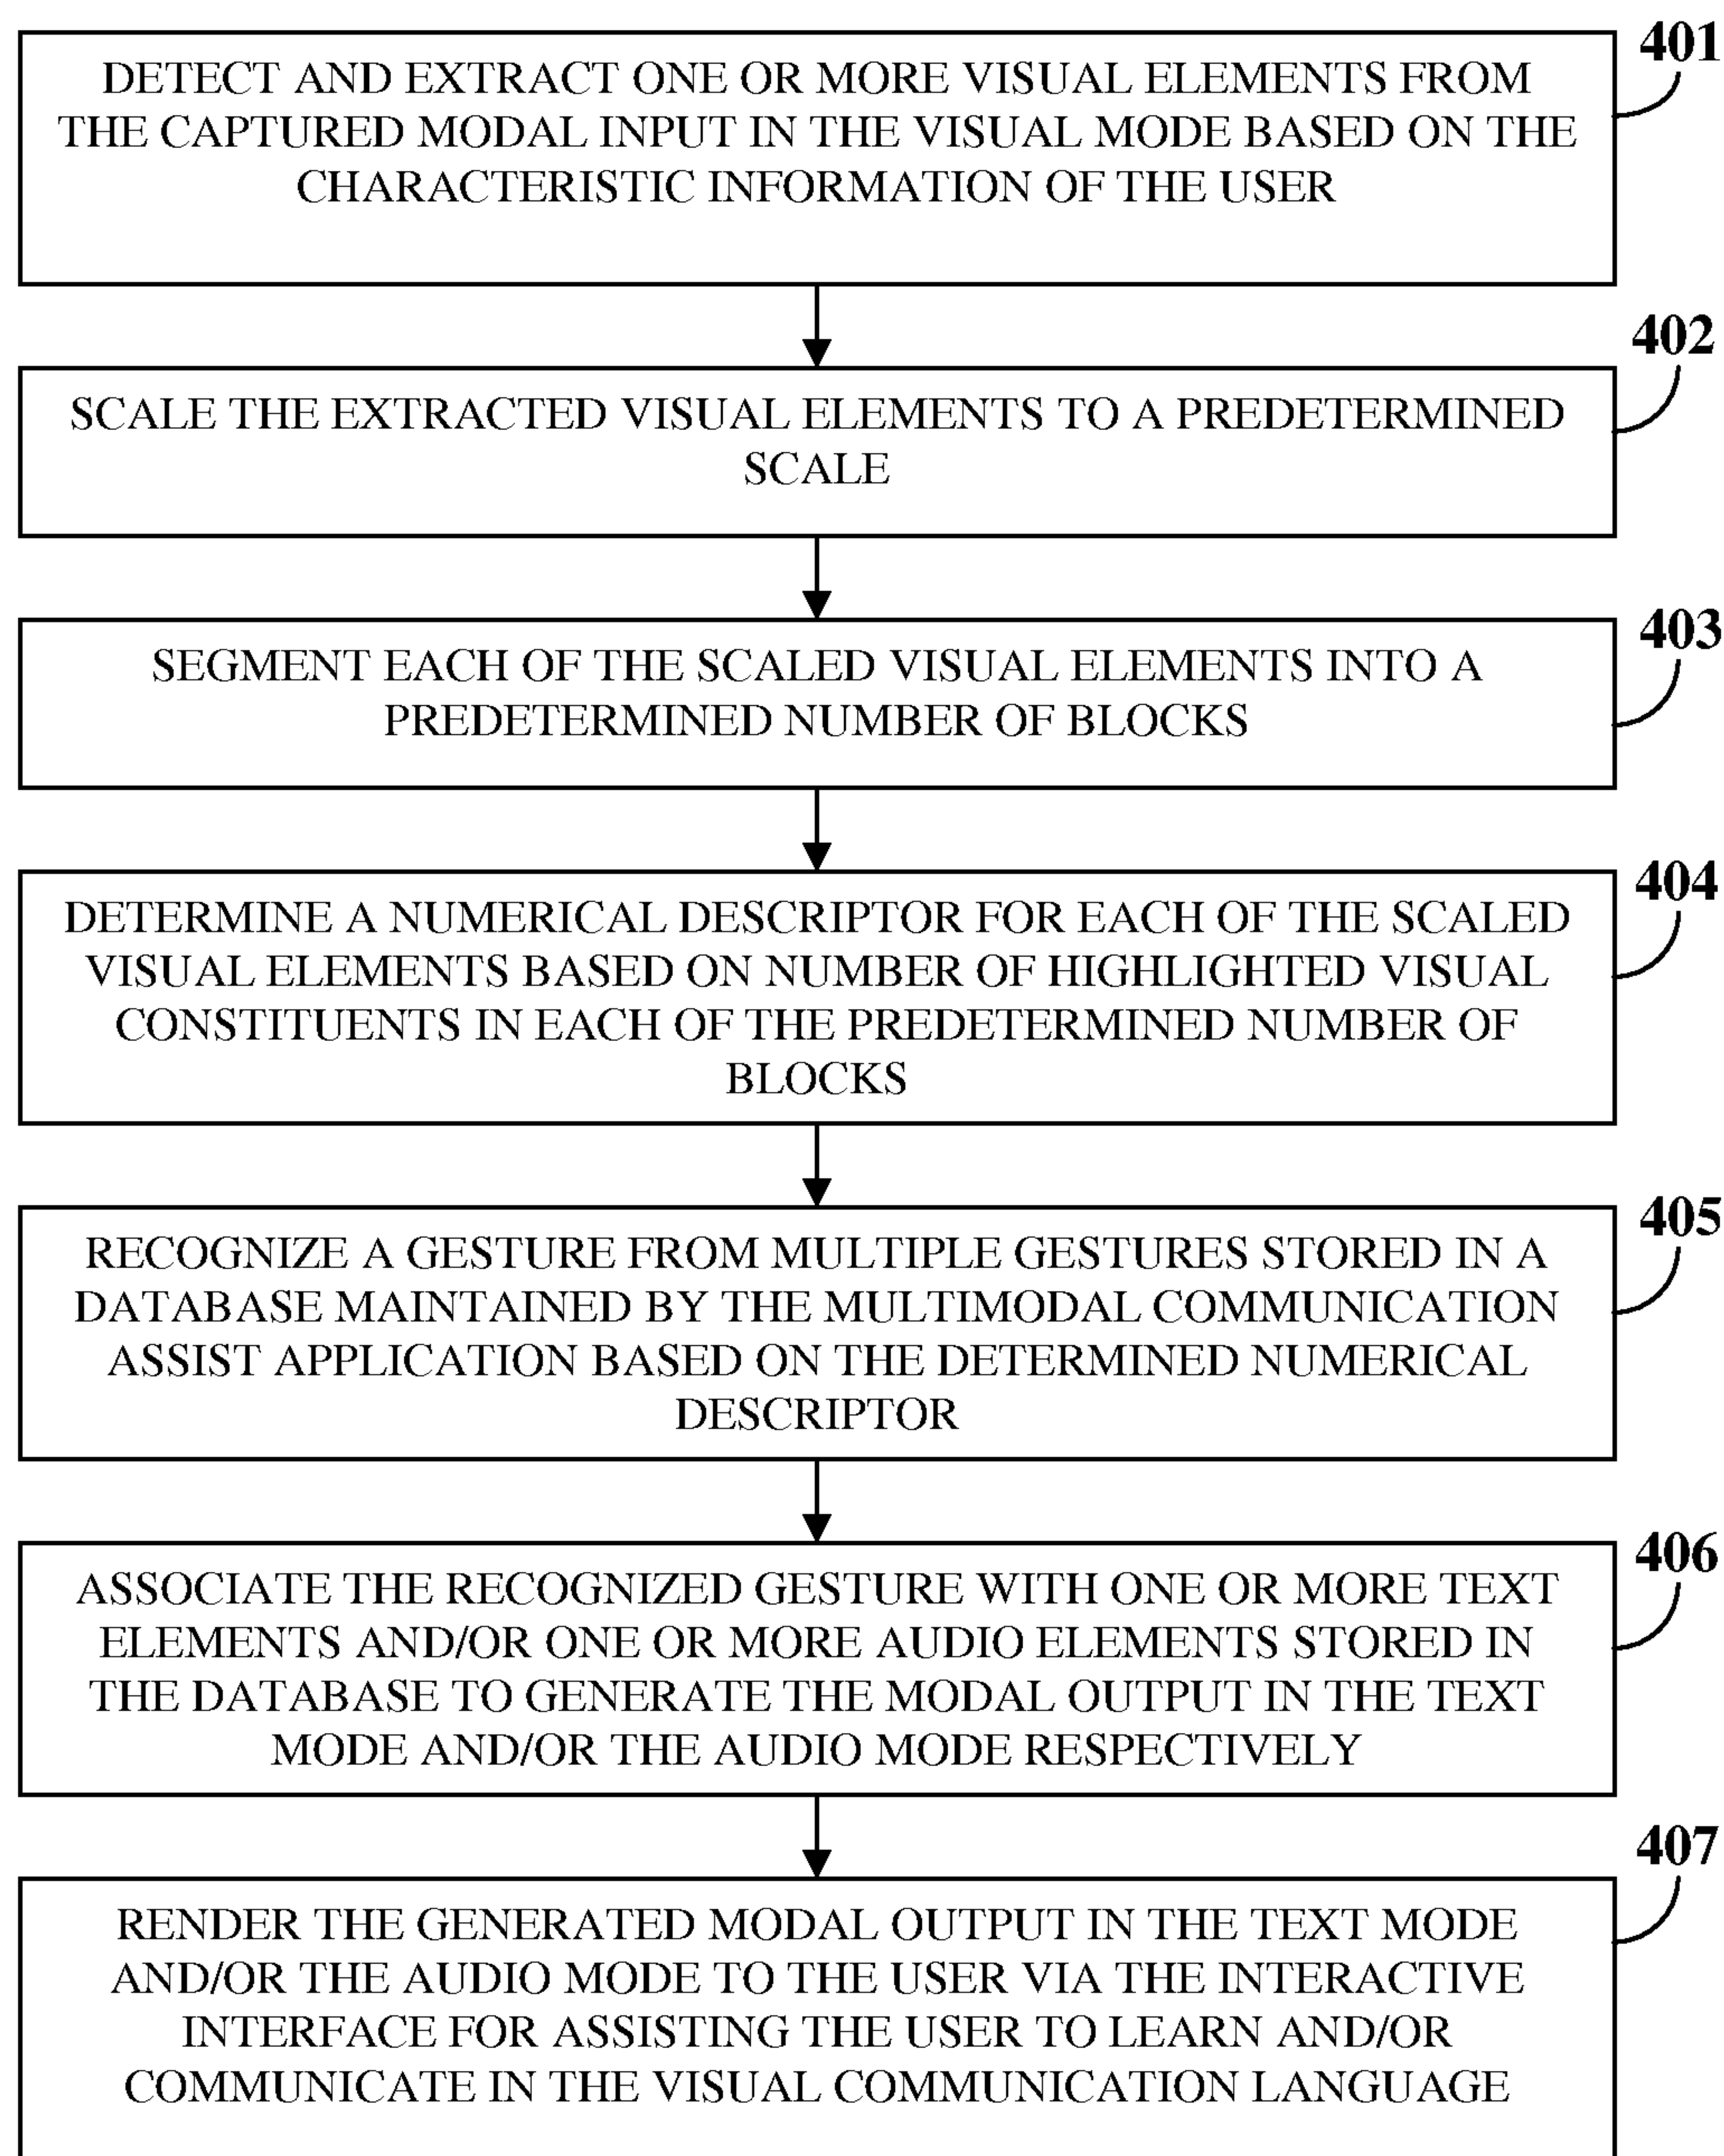 401
DETECT AND EXTRACT ONE OR MORE VISUAL ELEMENTS FROM
THE CAPTURED MODAL INPUT IN THE VISUAL MODE BASED ON THE
CHARACTERISTIC INFORMATION OF THE USER
402
SCALE THE EXTRACTED VISUAL ELEMENTS TO A PREDETERMINED
SCALE
403
SEGMENT EACH OF THE SCALED VISUAL ELEMENTS INTO A
PREDETERMINED NUMBER OF BLOCKS
404
DETERMINE A NUMERICAL DESCRIPTOR FOR EACH OF THE SCALED
VISUAL ELEMENTS BASED ON NUMBER OF HIGHLIGHTED VISUAL
CONSTITUENTS IN EACH OF THE PREDETERMINED NUMBER OF
BLOCKS
405
RECOGNIZE A GESTURE FROM MULTIPLE GESTURES STORED IN A
DATABASE MAINTAINED BY THE MULTIMODAL COMMUNICATION
ASSIST APPLICATION BASED ON THE DETERMINED NUMERICAL
DESCRIPTOR
406
ASSOCIATE THE RECOGNIZED GESTURE WITH ONE OR MORE TEXT
ELEMENTS AND/OR ONE OR MORE AUDIO ELEMENTS STORED IN
THE DATABASE TO GENERATE THE MODAL OUTPUT IN THE TEXT
MODE AND/OR THE AUDIO MODE RESPECTIVELY
407
RENDER THE GENERATED MODAL OUTPUT IN THE TEXT MODE
AND/OR THE AUDIO MODE TO THE USER VIA THE INTERACTIVE
INTERFACE FOR ASSISTING THE USER TO LEARN AND/OR
COMMUNICATE IN THE VISUAL COMMUNICATION LANGUAGE